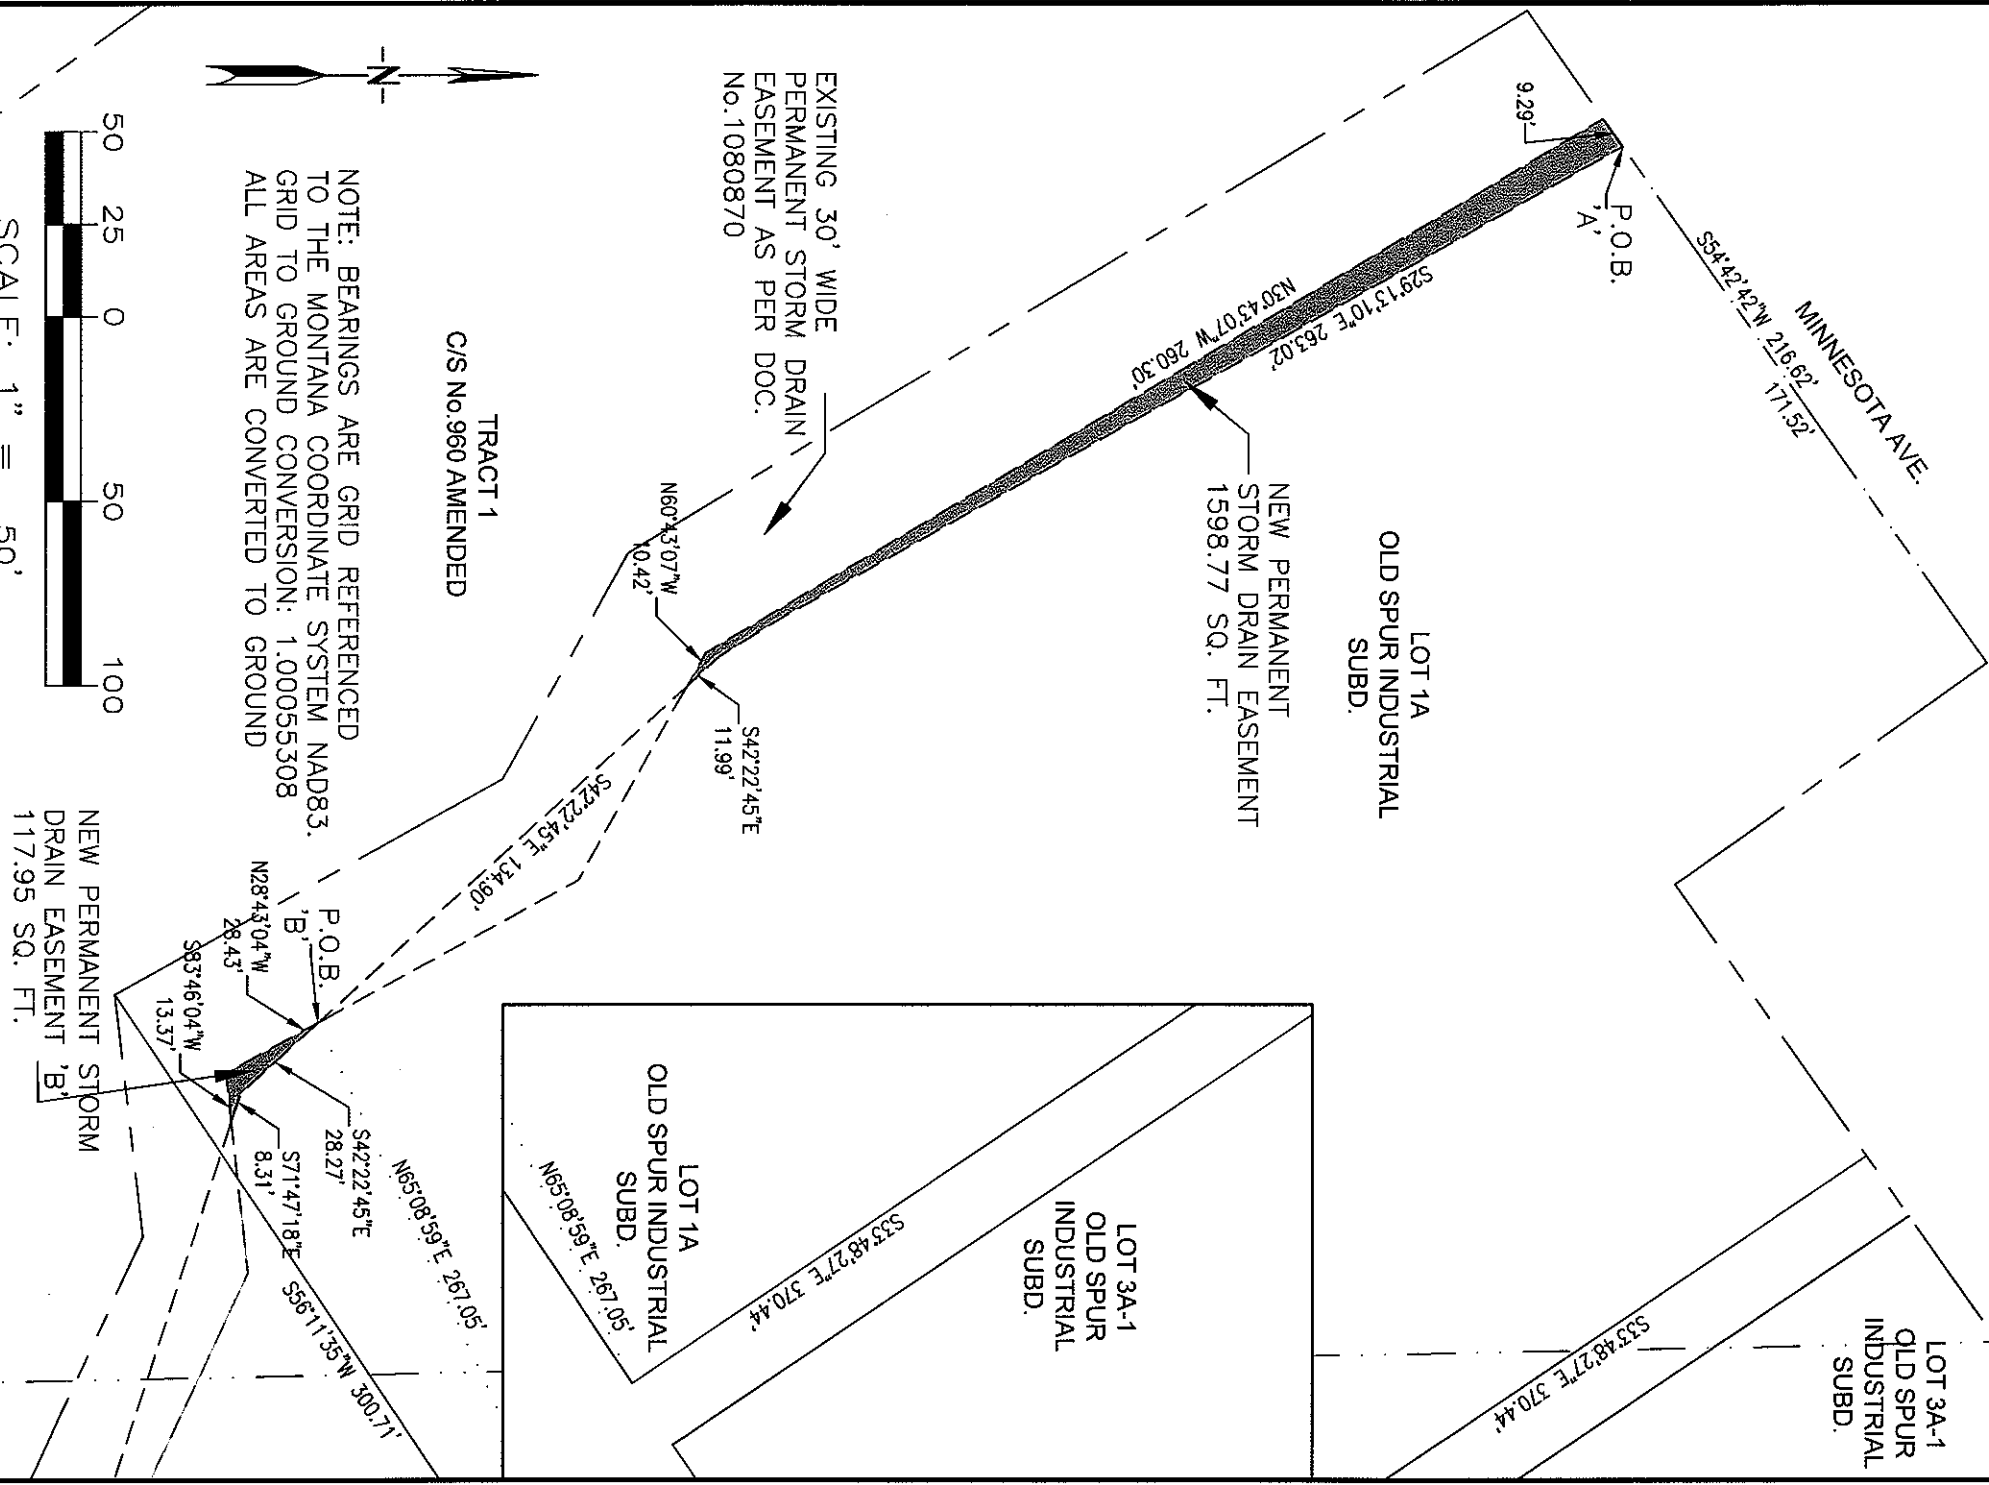 MINNESOTA AVE.
S54°42'42"W 216.62'
171.52'
9.29'
P.O.B.
'A'
S29°13'10"E 263.02'
N30°43'07"W 260.30'
LOT 1A
OLD SPUR INDUSTRIAL
SUBD.
NEW PERMANENT
STORM DRAIN EASEMENT
1598.77 SQ. FT.
EXISTING 30' WIDE
PERMANENT STORM DRAIN
EASEMENT AS PER DOC.
No.1080870
-N-
N60°43'07"W
10.42'
S42°22'45"E
11.99'
TRACT 1
C/S No.960 AMENDED
S42°22'45"E 134.90'
NOTE: BEARINGS ARE GRID REFERENCED
TO THE MONTANA COORDINATE SYSTEM NAD83.
GRID TO GROUND CONVERSION: 1.00055308
ALL AREAS ARE CONVERTED TO GROUND
50 25 0 50 100
SCALE: 1" = 50'
P.O.B.
'B'
N28°43'04"W
28.43'
S83°46'04"W
13.37'
S42°22'45"E
28.27'
S71°47'18"E
8.31'
N65°08'59"E 267.05'
S56°11'35"W 300.71'
NEW PERMANENT STORM
DRAIN EASEMENT 'B'
117.95 SQ. FT.
LOT 1A
OLD SPUR INDUSTRIAL
SUBD.
N65°08'59"E 267.05'
S33°48'27"E 370.44'
LOT 3A-1
OLD SPUR
INDUSTRIAL
SUBD.
S33°48'27"E 370.44'
LOT 3A-1
OLD SPUR
INDUSTRIAL
SUBD.